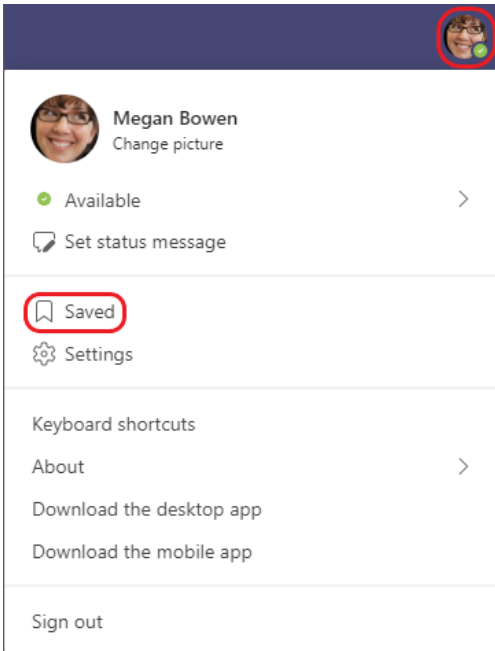 Megan Bowen
Change picture
Available
Set status message
Saved
Settings
Keyboard shortcuts
About
Download the desktop app
Download the mobile app
Sign out